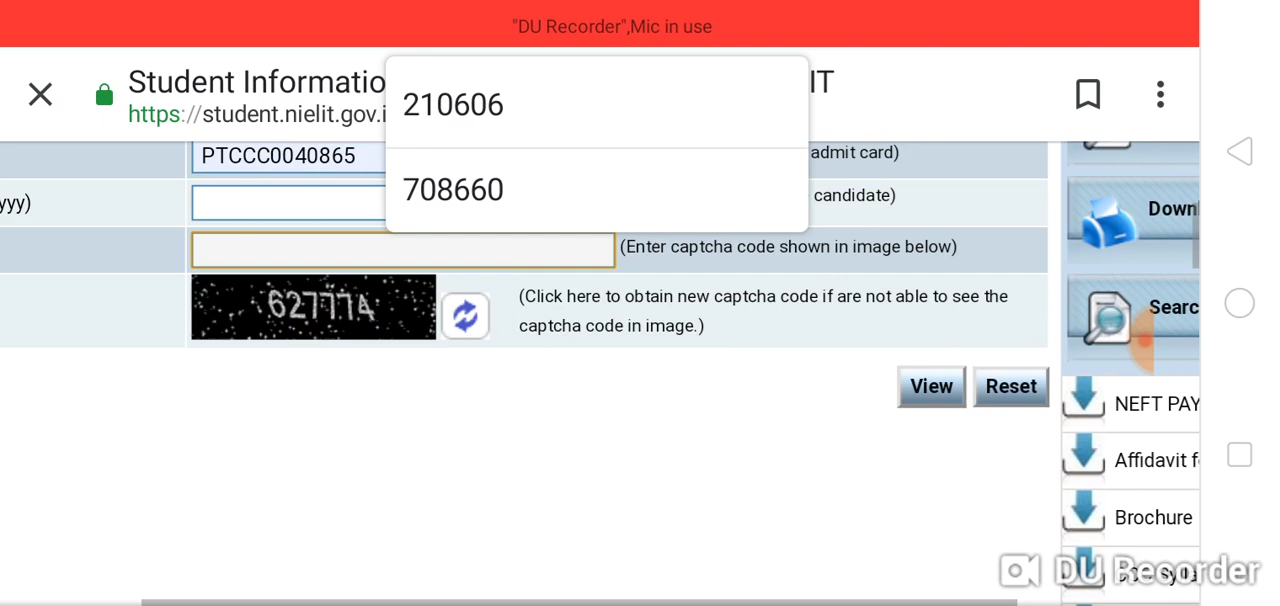 "DU Recorder",Mic in use
Student Informatio
IT
https://student.nielit.gov.i
210606
708660
PTCCC0040865
admit card)
yyy)
candidate)
(Enter captcha code shown in image below)
627774
(Click here to obtain new captcha code if are not able to see the
captcha code in image.)
View
Reset
Down
Searc
NEFT PAY
Affidavit f
Brochure
DU Recorder